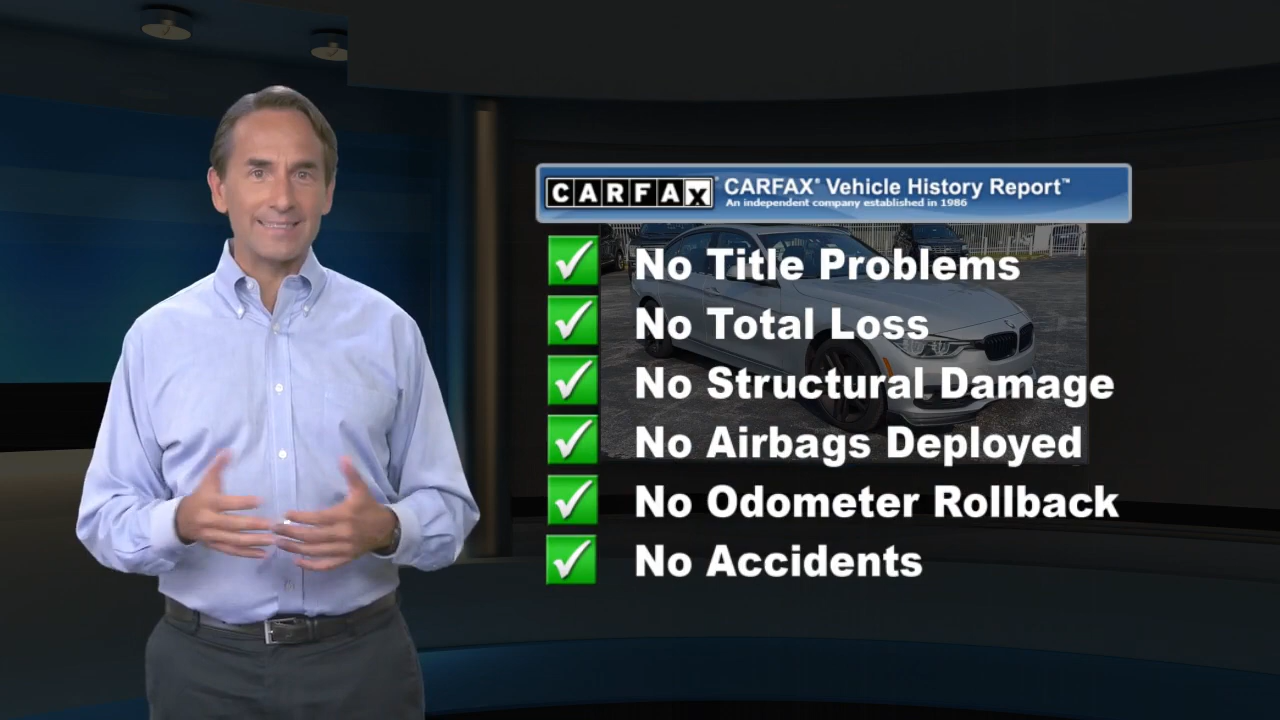 CARFAX® CARFAX® Vehicle History Report™
An independent company established in 1986
No Title Problems
No Total Loss
No Structural Damage
No Airbags Deployed
No Odometer Rollback
No Accidents